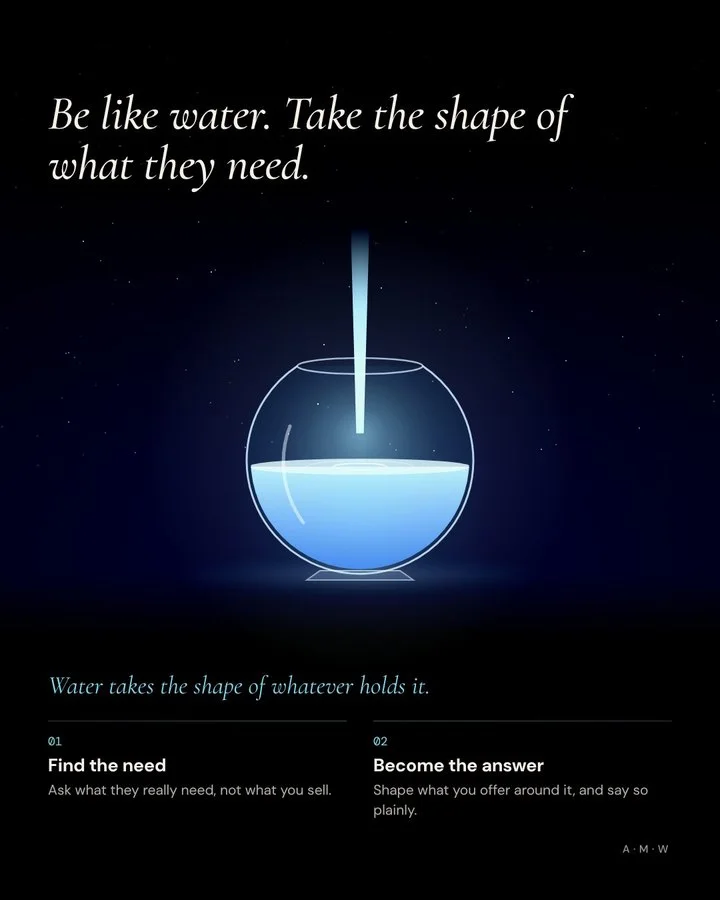 Be like water. Take the shape of
what they need.
Water takes the shape of whatever holds it.
01
Find the need
Ask what they really need, not what you sell.
02
Become the answer
Shape what you offer around it, and say so
plainly.
A·M·W